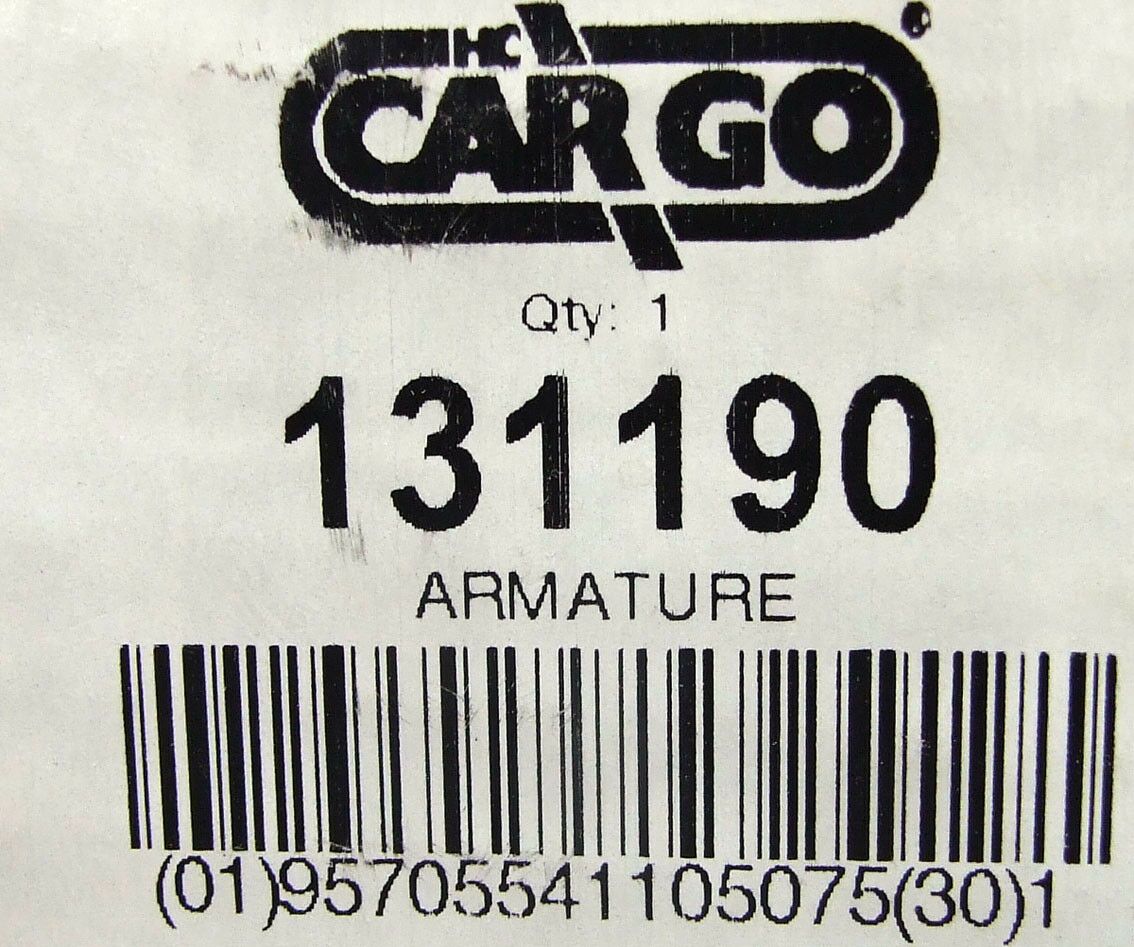 HC
CARGO®
Qty: 1
131190
ARMATURE
(01)95705541105075(30)1